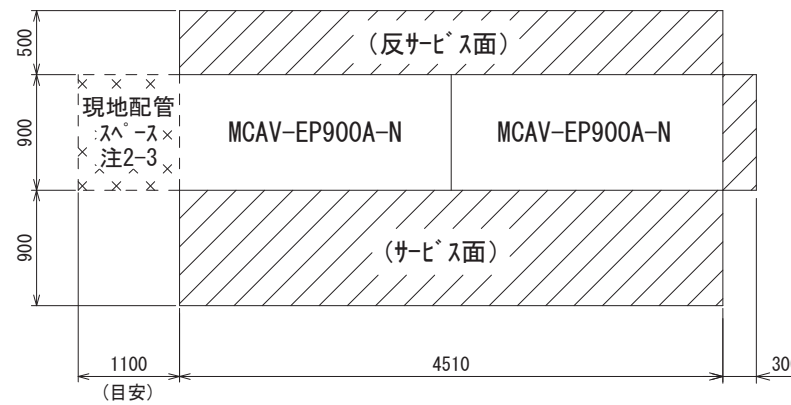 500
(反サービス面)
900
現地配管
スペース
注2-3
MCAV-EP900A-N
MCAV-EP900A-N
900
(サービス面)
1100
(目安)
4510